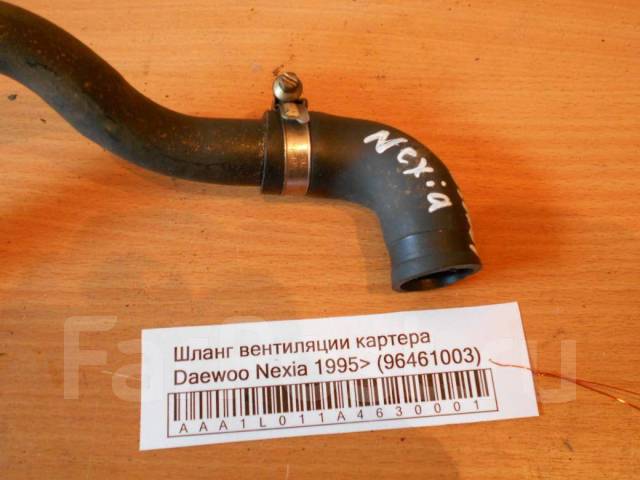 Nexia
Шланг вентиляции картера
Daewoo Nexia 1995> (96461003)
AAA1L011A4630001